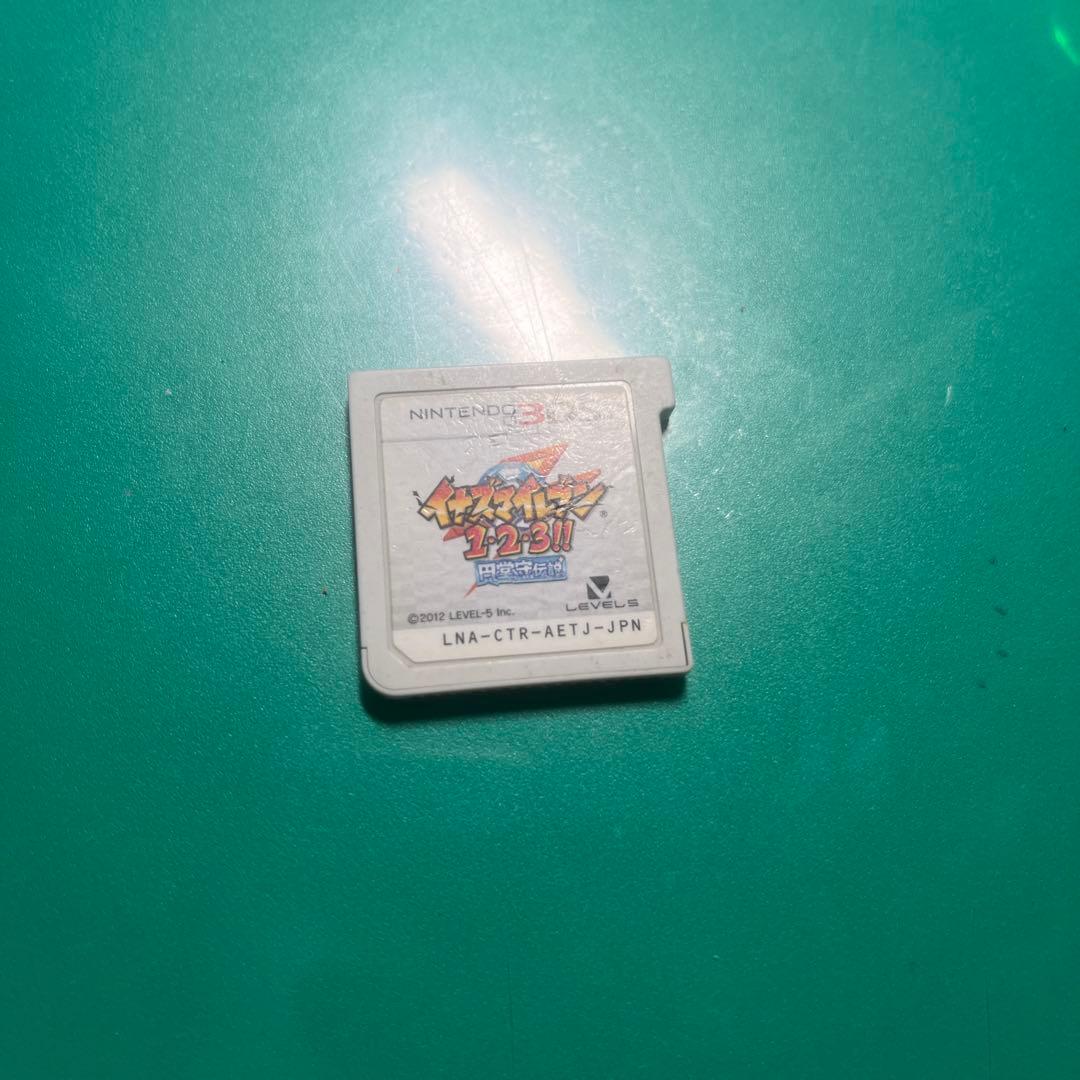 NINTENDO 3DS
イナズマイレブン®
1・2・3!!
円堂守伝説
LEVEL5
©2012 LEVEL-5 Inc.
LNA-CTR-AETJ-JPN